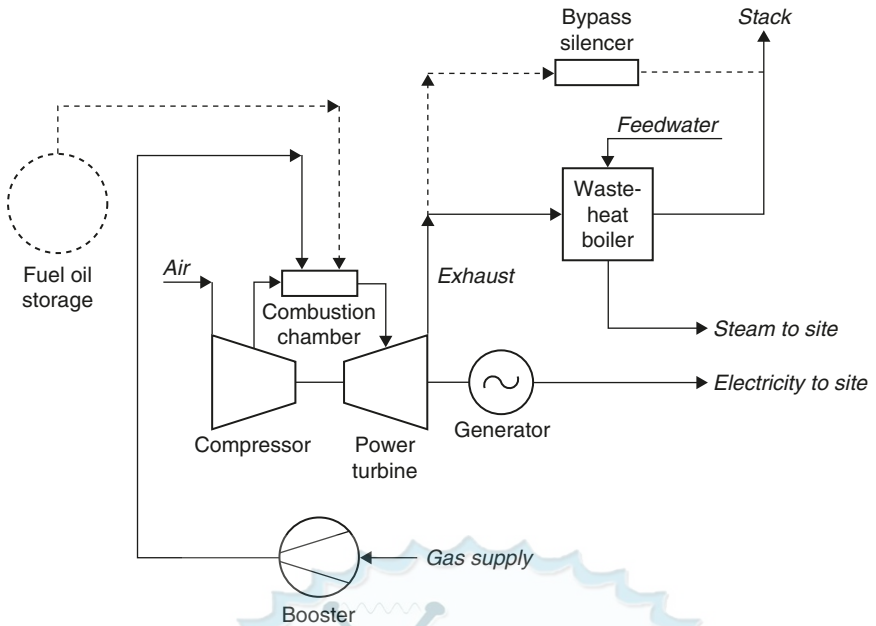 Bypass
silencer
Stack
Feedwater
Waste-
heat
boiler
Fuel oil
storage
Air
Exhaust
Combustion
chamber
Steam to site
Electricity to site
Compressor
Power
turbine
Generator
Gas supply
Booster